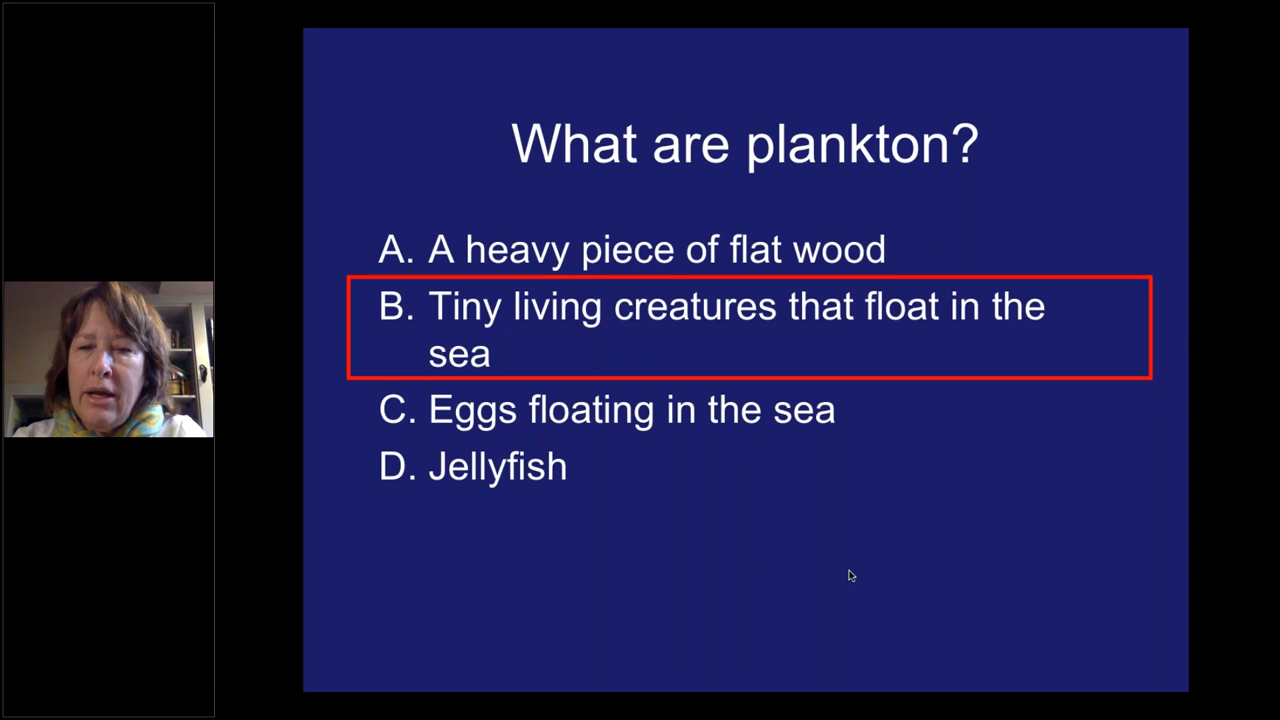 What are plankton?
A. A heavy piece of flat wood
B. Tiny living creatures that float in the
sea
C. Eggs floating in the sea
D. Jellyfish